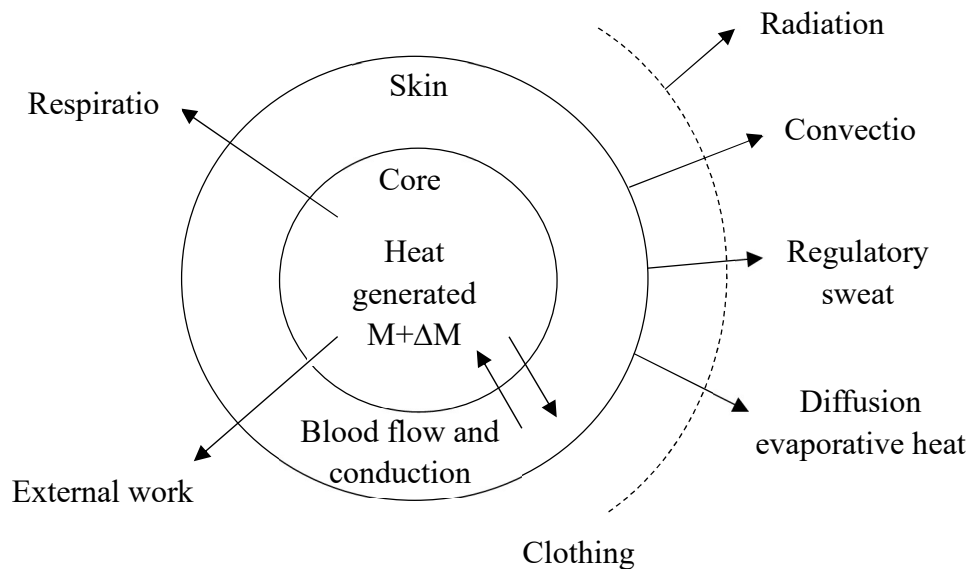 Radiation
Skin
Respiratio
Convectio
Core
Heat
generated
M+ΔM
Regulatory
sweat
Blood flow and
conduction
Diffusion
evaporative heat
External work
Clothing